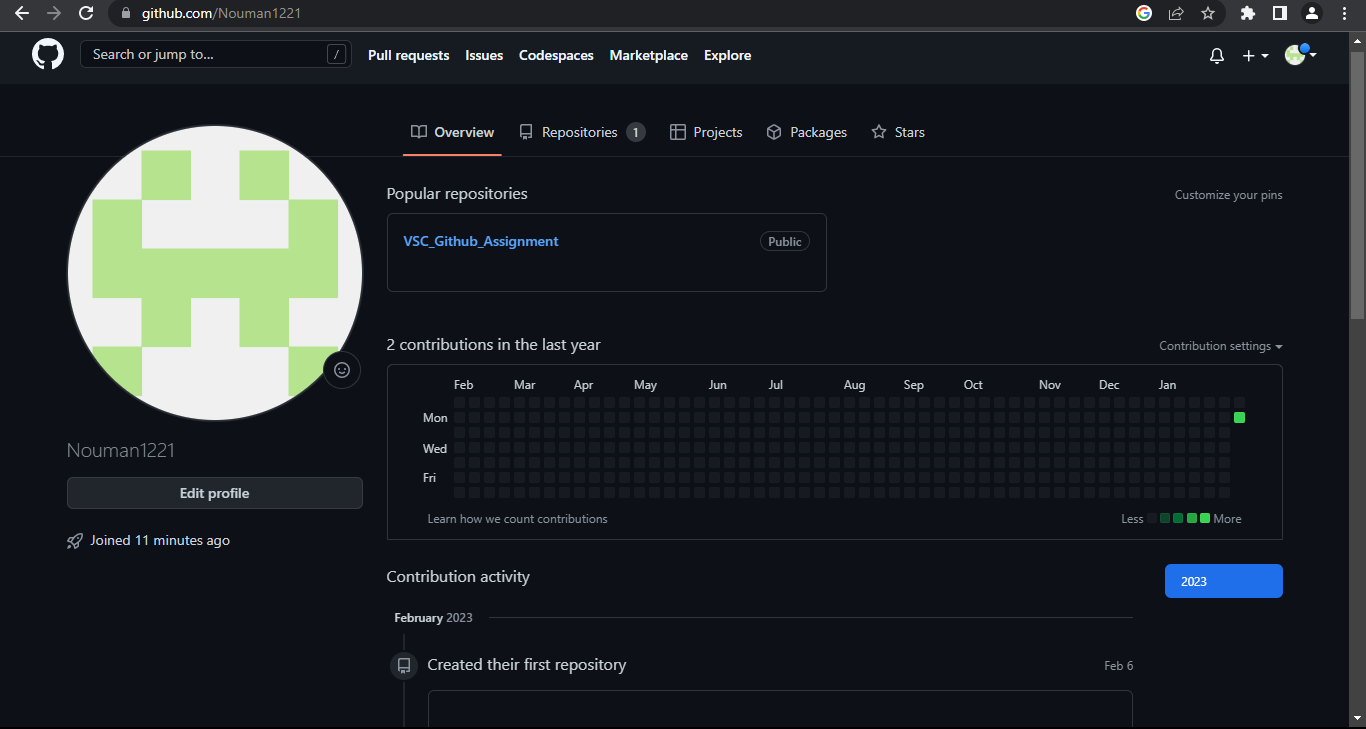 github.com/Nouman1221
Search or jump to... /
Pull requests Issues Codespaces Marketplace Explore
Overview Repositories 1 Projects Packages Stars
Popular repositories
Customize your pins
VSC_Github_Assignment
Public
2 contributions in the last year
Contribution settings
Feb Mar Apr May Jun Jul Aug Sep Oct Nov Dec Jan
Mon
Wed
Fri
Learn how we count contributions
Less More
Nouman1221
Edit profile
Joined 11 minutes ago
Contribution activity
2023
February 2023
Created their first repository
Feb 6